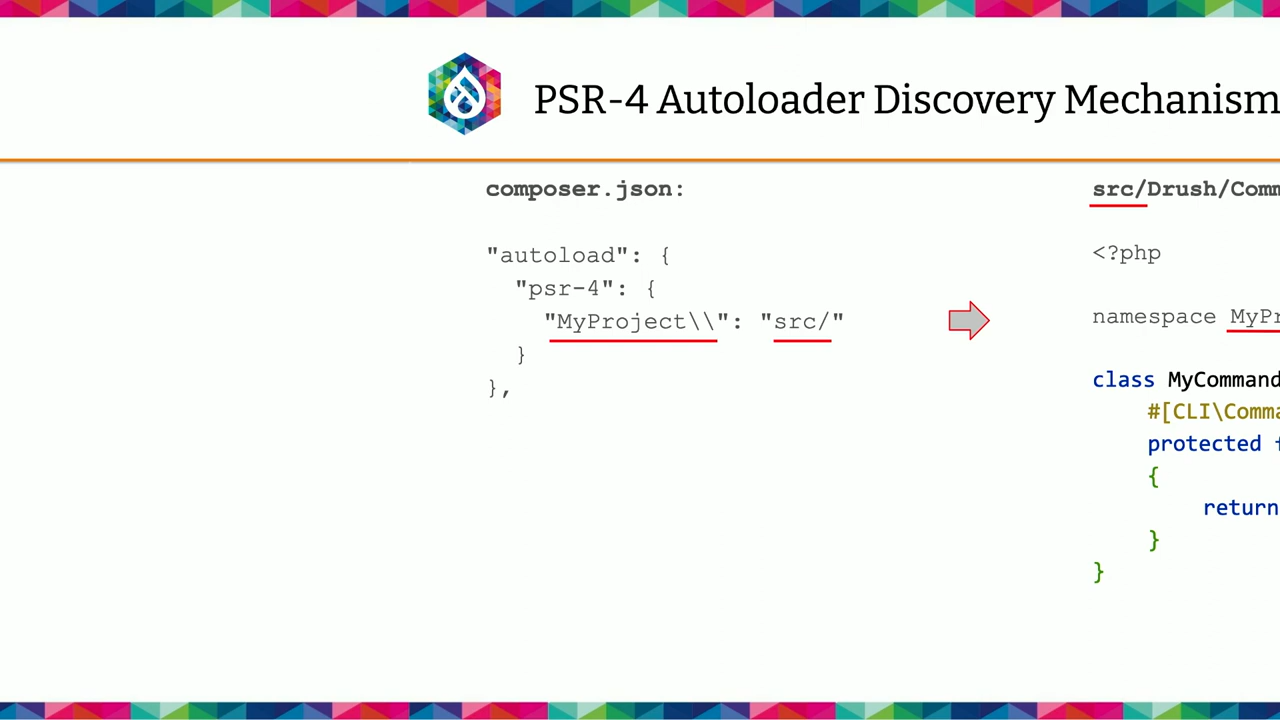 PSR-4 Autoloader Discovery Mechanism
composer.json:
"autoload": {
  "psr-4": {
    "MyProject\\": "src/"
  }
},
src/Drush/Comm
<?php
namespace MyPr
class MyCommand
    #[CLI\Comma
    protected f
    {
        return
    }
}